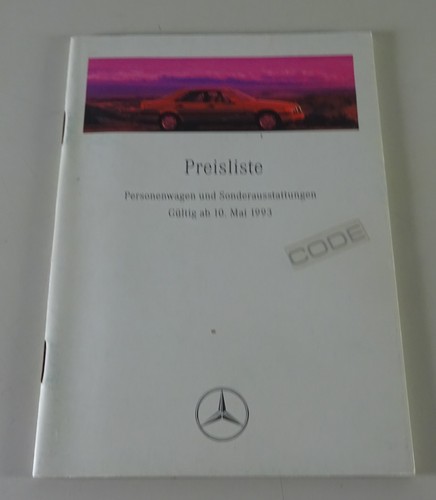 Preisliste
Personenwagen und Sonderausstattungen
Gültig ab 10. Mai 1993
CODE